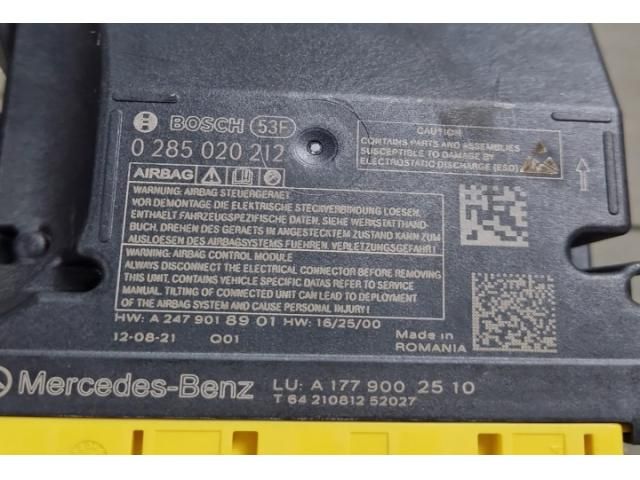 BOSCH 53F
0 285 020 212
CAUTION
CONTAINS PARTS AND ASSEMBLIES
SUSCEPTIBLE TO DAMAGE BY
ELECTROSTATIC DISCHARGE (ESD)
AIRBAG
WARNUNG: AIRBAG STEUERGERAET
VOR DEMONTAGE DIE ELEKTRISCHE STECKVERBINDUNG LOESEN.
ENTHAELT FAHRZEUGSPEZIFISCHE DATEN. SIEHE WERKSTATTHAND-
BUCH. DREHEN DES GERAETS IN ANGESTECKTEM ZUSTAND KANN ZU
AUSLOESEN DES AIRBAGSYSTEMS FUEHREN. VERLETZUNGSGEFAHR!
WARNING: AIRBAG CONTROL MODULE
ALWAYS DISCONNECT THE ELECTRICAL CONNECTOR BEFORE REMOVING
THIS UNIT. CONTAINS VEHICLE SPECIFIC DATAS REFER TO SERVICE
MANUAL. TILTING OF CONNECTED UNIT CAN LEAD TO DEPLOYMENT
OF THE AIRBAG SYSTEM AND CAUSE PERSONAL INJURY!
HW: A 247 901 89 01 HW: 16/25/00
12-08-21 Q01
Made in
ROMANIA
Mercedes-Benz LU: A 177 900 25 10
T 64 210812 52027